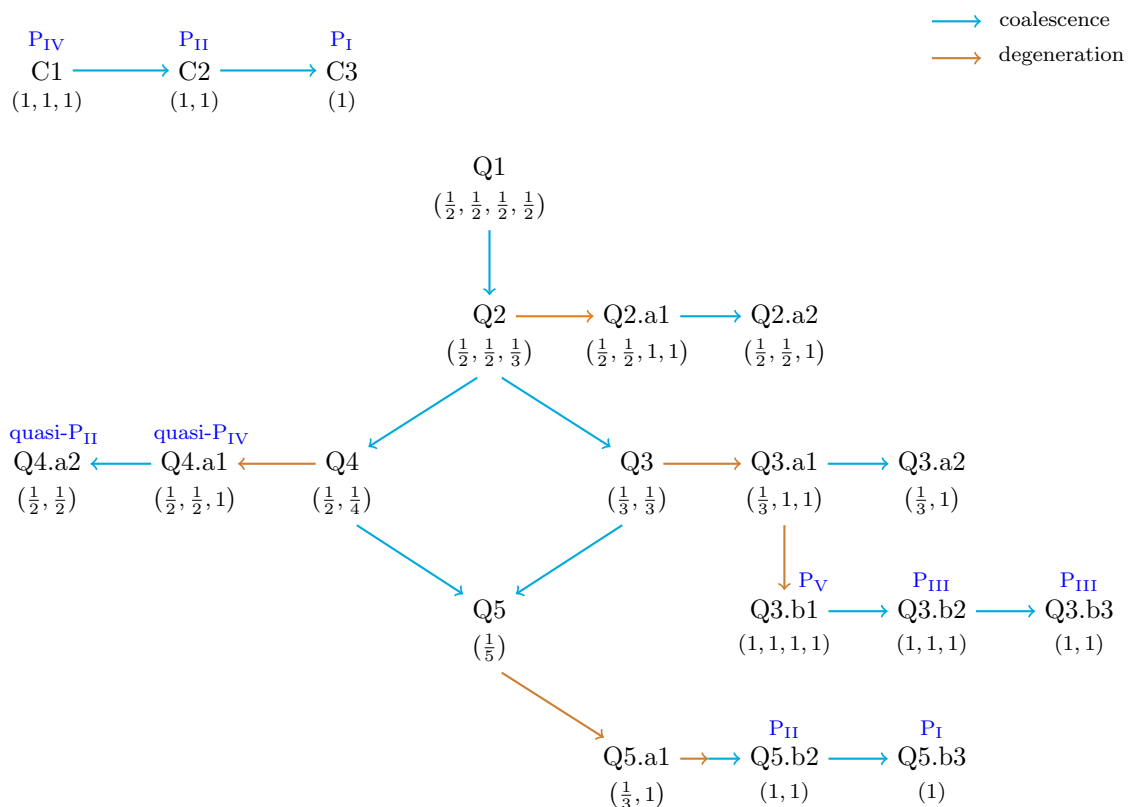 coalescence
degeneration
P_IV P_II P_I
C1 C2 C3
(1, 1, 1) (1, 1) (1)
Q1
(1/2, 1/2, 1/2, 1/2)
Q2 Q2.a1 Q2.a2
(1/2, 1/2, 1/3) (1/2, 1/2, 1, 1) (1/2, 1/2, 1)
quasi-P_II quasi-P_IV
Q4.a2 Q4.a1 Q4 Q3 Q3.a1 Q3.a2
(1/2, 1/2) (1/2, 1/2, 1) (1/2, 1/4) (1/3, 1/3) (1/3, 1, 1) (1/3, 1)
P_V P_III P_III
Q5 Q3.b1 Q3.b2 Q3.b3
(1/5) (1, 1, 1, 1) (1, 1, 1) (1, 1)
P_II P_I
Q5.a1 Q5.b2 Q5.b3
(1/3, 1) (1, 1) (1)